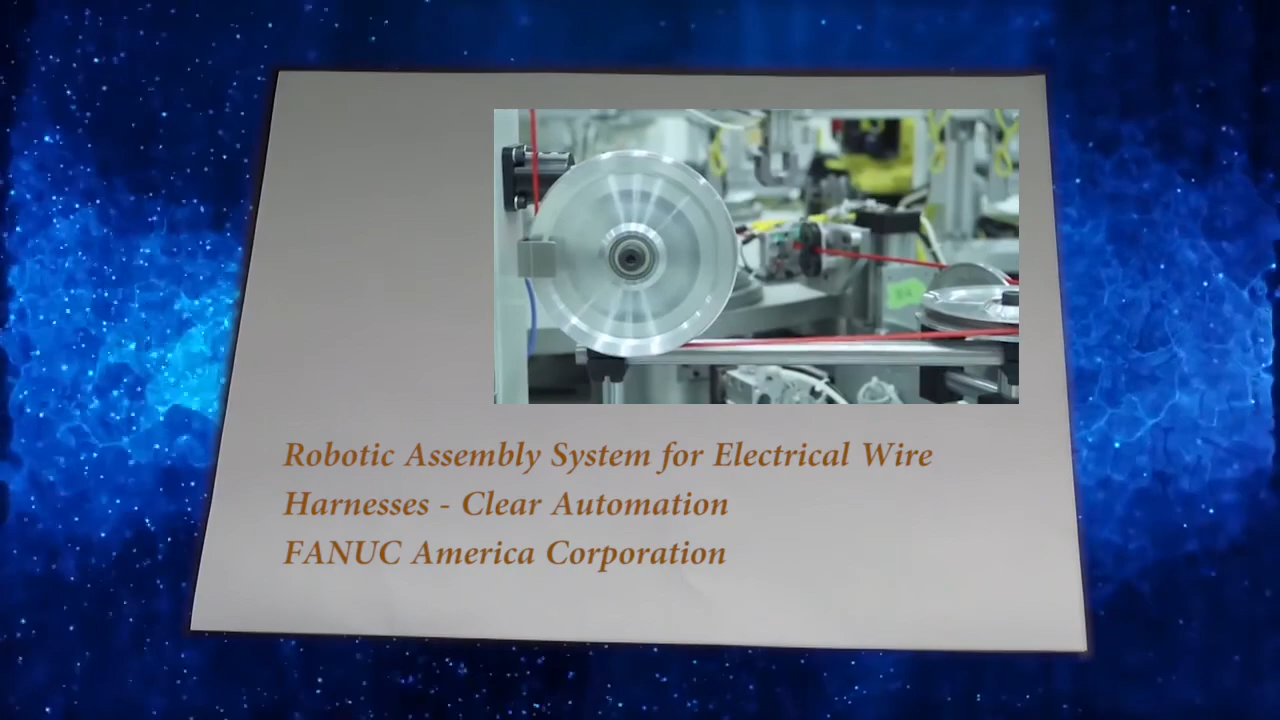 Robotic Assembly System for Electrical Wire
Harnesses - Clear Automation
FANUC America Corporation